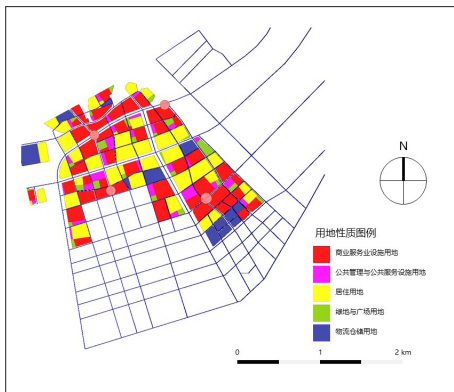 N
用地性质图例
商业服务业设施用地
公共管理与公共服务设施用地
居住用地
绿地与广场用地
物流仓储用地
0 1 2 km